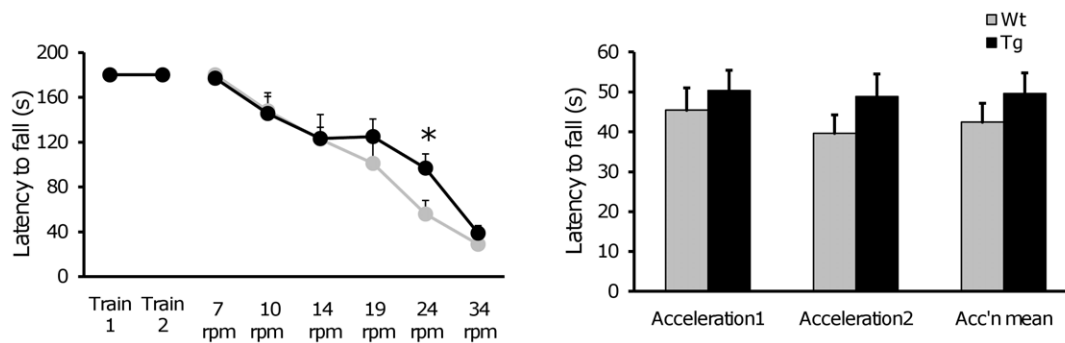 Latency to fall (s)
200
160
120
80
40
0
*
Train 1
Train 2
7 rpm
10 rpm
14 rpm
19 rpm
24 rpm
34 rpm
Wt
Tg
Latency to fall (s)
60
50
40
30
20
10
0
Acceleration1
Acceleration2
Acc'n mean